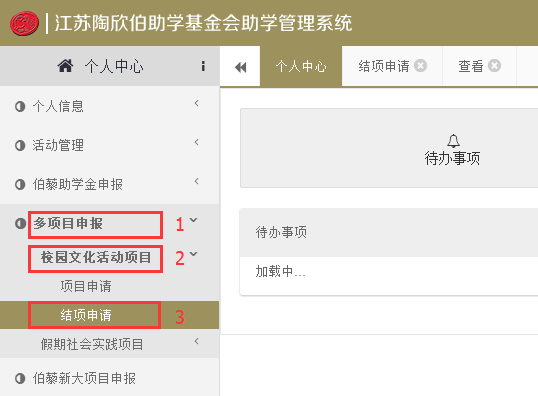 江苏陶欣伯助学基金会助学管理系统
个人中心
个人中心 结项申请 查看
个人信息
活动管理
伯藜助学金申报
多项目申报 1
校园文化活动项目 2
项目申请
结项申请 3
假期社会实践项目
伯藜新大项目申报
待办事项
待办事项
加载中...